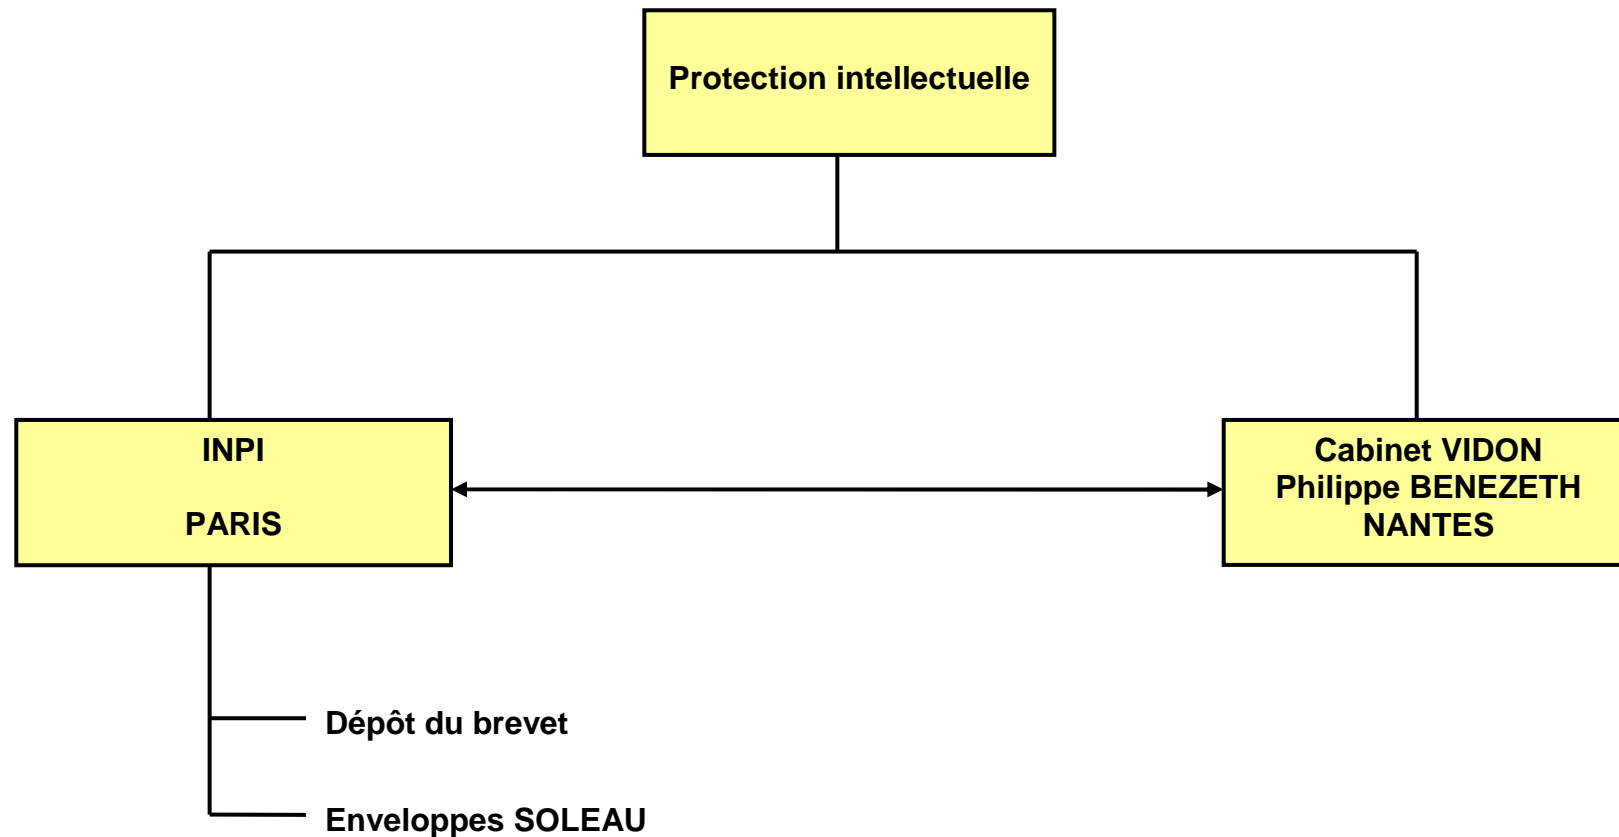 Protection intellectuelle
INPI
PARIS
Cabinet VIDON
Philippe BENEZETH
NANTES
Dépôt du brevet
Enveloppes SOLEAU